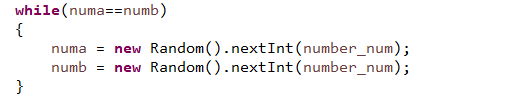 while(numa==numb)
{
    numa = new Random().nextInt(number_num);
    numb = new Random().nextInt(number_num);
}